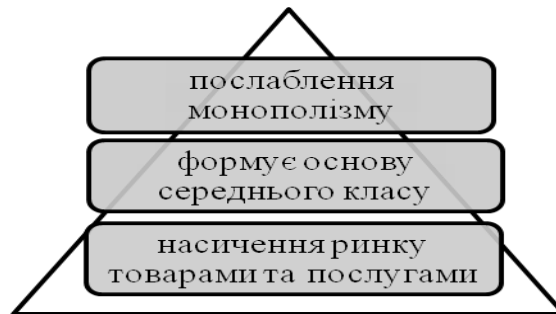 послаблення
монополізму
формує основу
середнього класу
насичення ринку
товарами та послугами